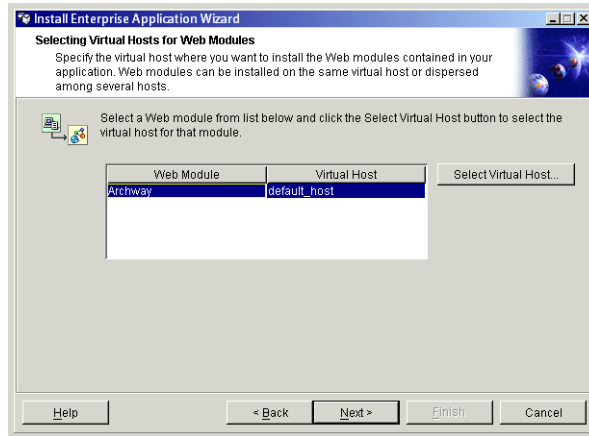 Install Enterprise Application Wizard
Selecting Virtual Hosts for Web Modules
Specify the virtual host where you want to install the Web modules contained in your
application. Web modules can be installed on the same virtual host or dispersed
among several hosts.
Select a Web module from list below and click the Select Virtual Host button to select the
virtual host for that module.
Web Module Virtual Host Select Virtual Host...
Archway default_host
Help < Back Next > Finish Cancel